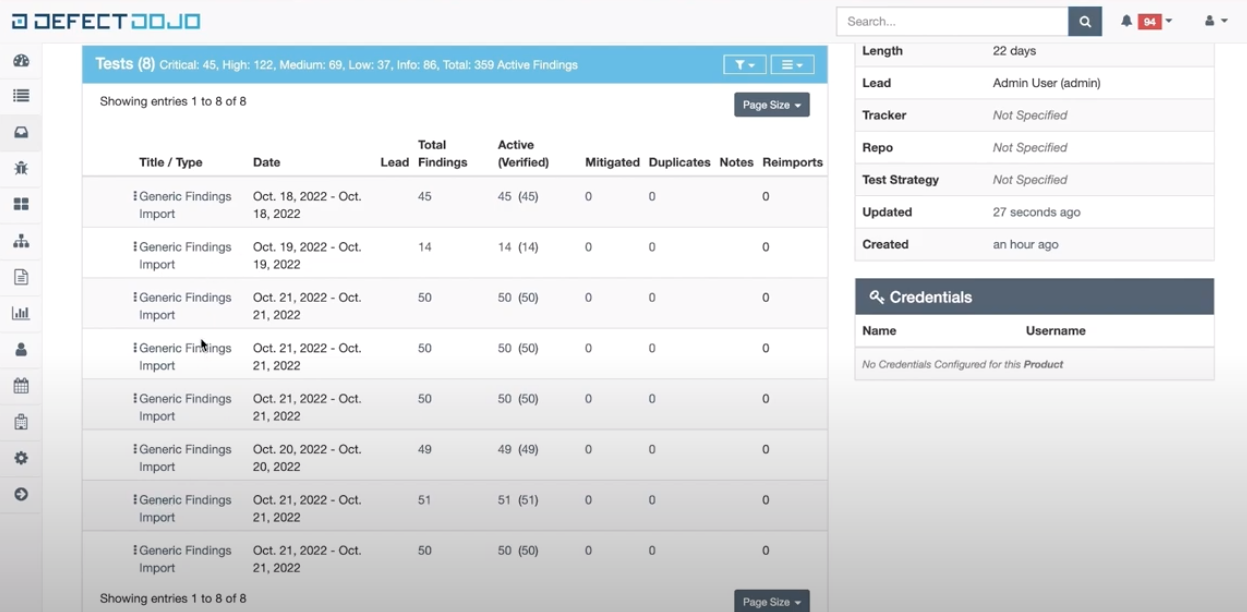 DEFECTDOJO
Search...
94
Tests (8) Critical: 45, High: 122, Medium: 69, Low: 37, Info: 86, Total: 359 Active Findings
Showing entries 1 to 8 of 8
Page Size
Title / Type Date Lead Total Findings Active (Verified) Mitigated Duplicates Notes Reimports
Generic Findings Oct. 18, 2022 - Oct. 45 45 (45) 0 0 0
Import 18, 2022
Generic Findings Oct. 19, 2022 - Oct. 14 14 (14) 0 0 0
Import 19, 2022
Generic Findings Oct. 21, 2022 - Oct. 50 50 (50) 0 0 0
Import 21, 2022
Generic Findings Oct. 21, 2022 - Oct. 50 50 (50) 0 0 0
Import 21, 2022
Generic Findings Oct. 21, 2022 - Oct. 50 50 (50) 0 0 0
Import 21, 2022
Generic Findings Oct. 20, 2022 - Oct. 49 49 (49) 0 0 0
Import 20, 2022
Generic Findings Oct. 21, 2022 - Oct. 51 51 (51) 0 0 0
Import 21, 2022
Generic Findings Oct. 21, 2022 - Oct. 50 50 (50) 0 0 0
Import 21, 2022
Showing entries 1 to 8 of 8
Page Size
Length 22 days
Lead Admin User (admin)
Tracker Not Specified
Repo Not Specified
Test Strategy Not Specified
Updated 27 seconds ago
Created an hour ago
Credentials
Name Username
No Credentials Configured for this Product